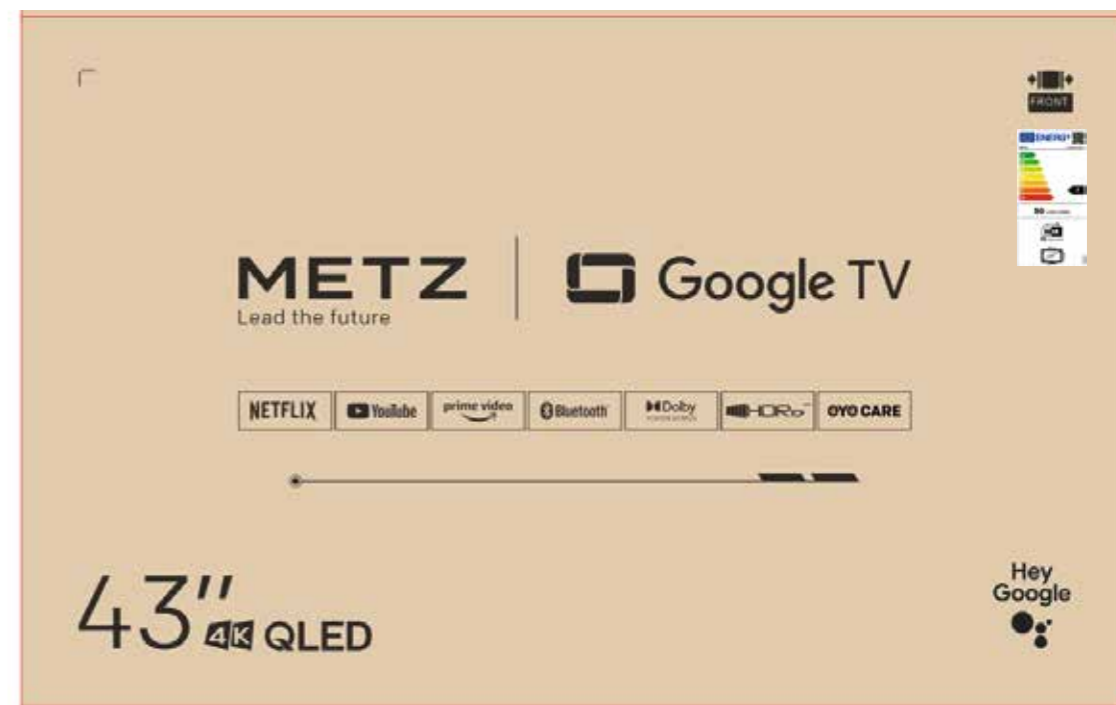 FRONT
ENERG
METZ
Lead the future
Google TV
NETFLIX
YouTube
prime video
Bluetooth
Dolby
OYO CARE
43"
4K QLED
Hey
Google